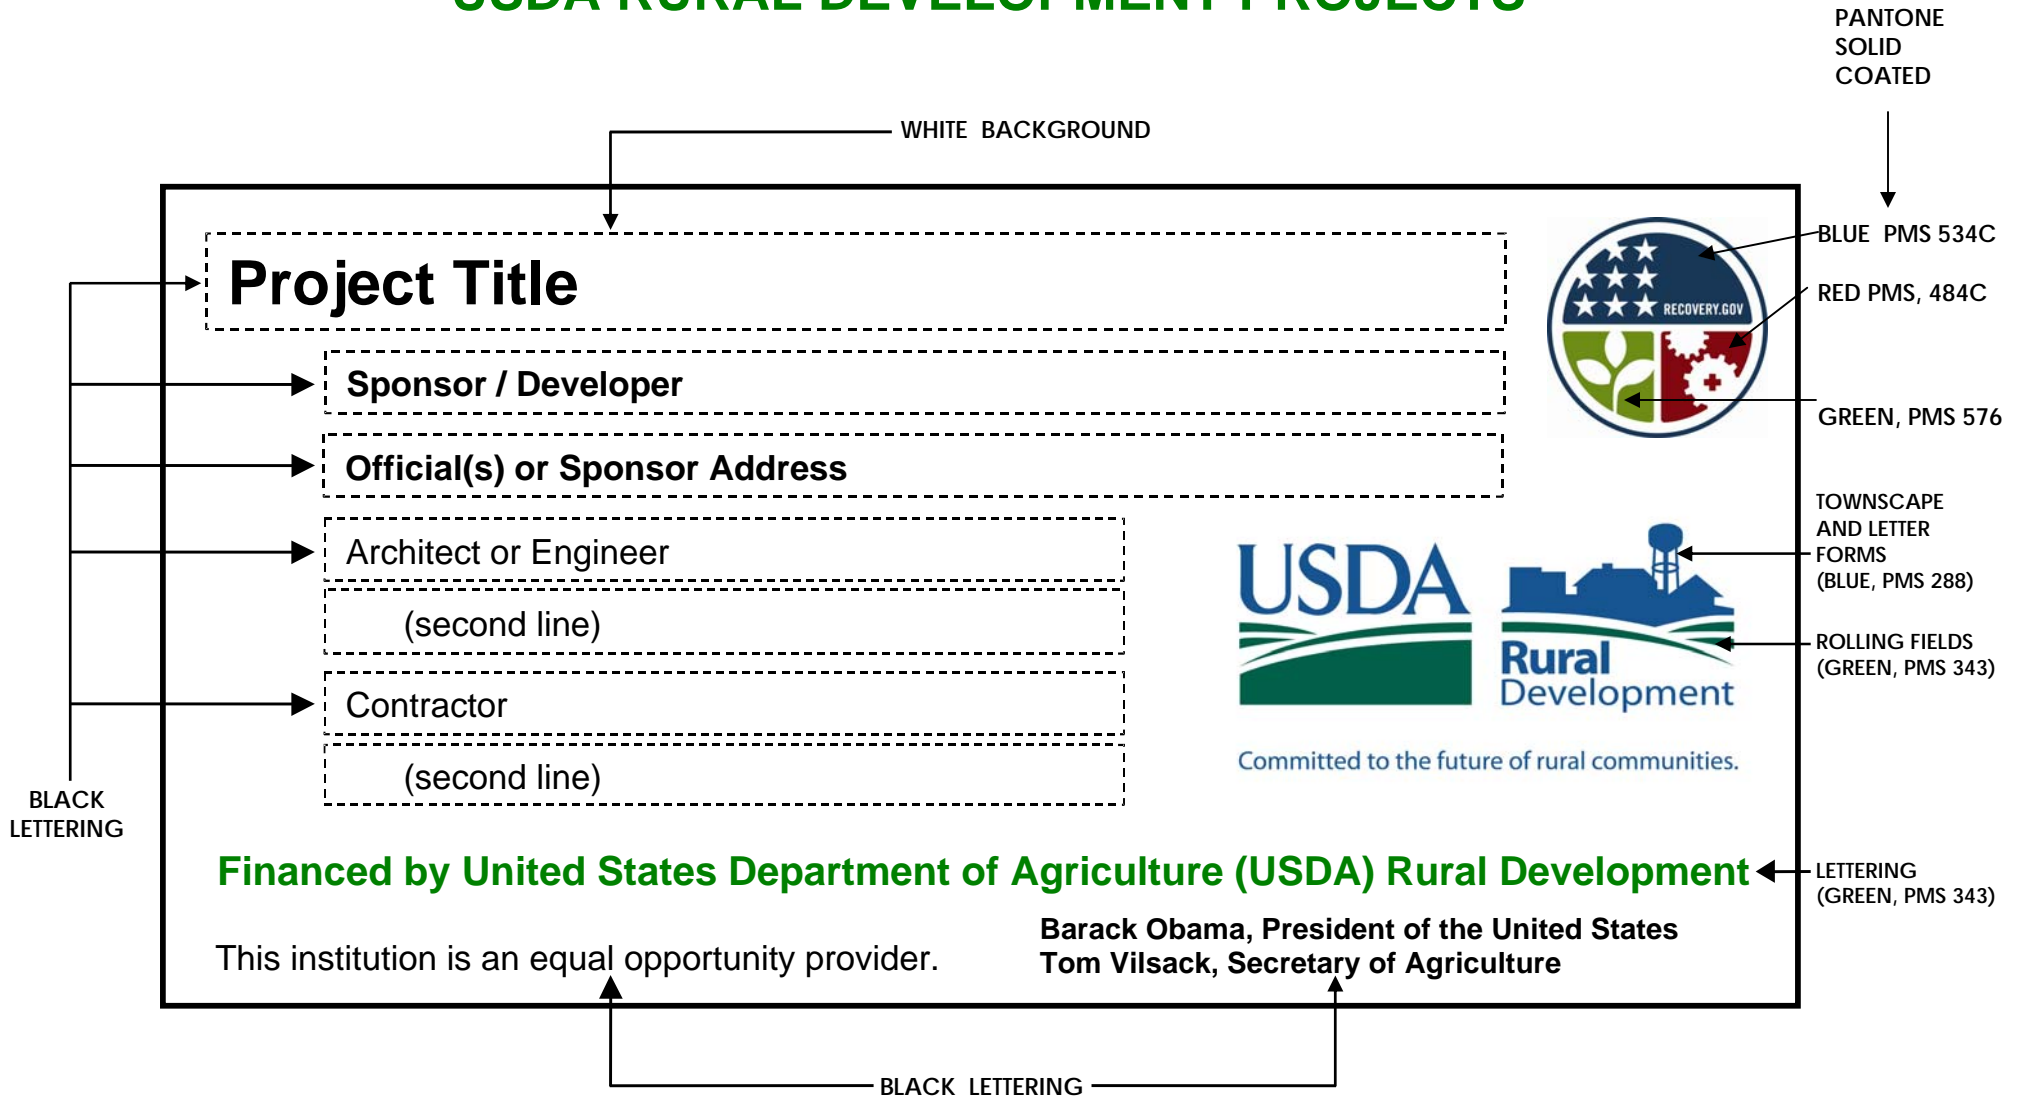 USDA RURAL DEVELOPMENT PROJECTS
PANTONE
SOLID
COATED
WHITE BACKGROUND
Project Title
RECOVERY.GOV
BLUE PMS 534C
RED PMS, 484C
GREEN, PMS 576
Sponsor / Developer
Official(s) or Sponsor Address
Architect or Engineer
(second line)
Contractor
(second line)
USDA
Rural
Development
Committed to the future of rural communities.
TOWNSCAPE
AND LETTER
FORMS
(BLUE, PMS 288)
ROLLING FIELDS
(GREEN, PMS 343)
BLACK
LETTERING
Financed by United States Department of Agriculture (USDA) Rural Development
LETTERING
(GREEN, PMS 343)
This institution is an equal opportunity provider.
Barack Obama, President of the United States
Tom Vilsack, Secretary of Agriculture
BLACK LETTERING